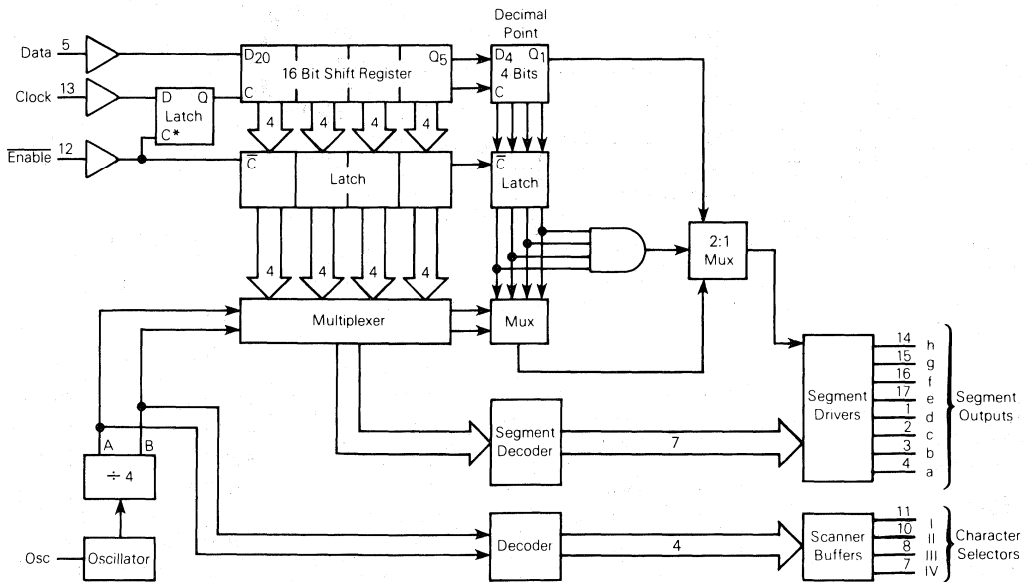 Decimal
Point
Data 5
D20 Q5
16 Bit Shift Register
C
D4 Q1
4 Bits
C
Clock 13
D Q
Latch
C*
4 4 4 4
Enable 12
C
Latch
C
Latch
4 4 4 4
2:1
Mux
Multiplexer
Mux
14 h
15 g
16 f
17 e
1 d
2 c
3 b
4 a
Segment
Drivers
Segment
Outputs
Segment
Decoder
7
A B
÷ 4
11 I
10 II
8 III
7 IV
Osc
Oscillator
Decoder
4
Scanner
Buffers
Character
Selectors